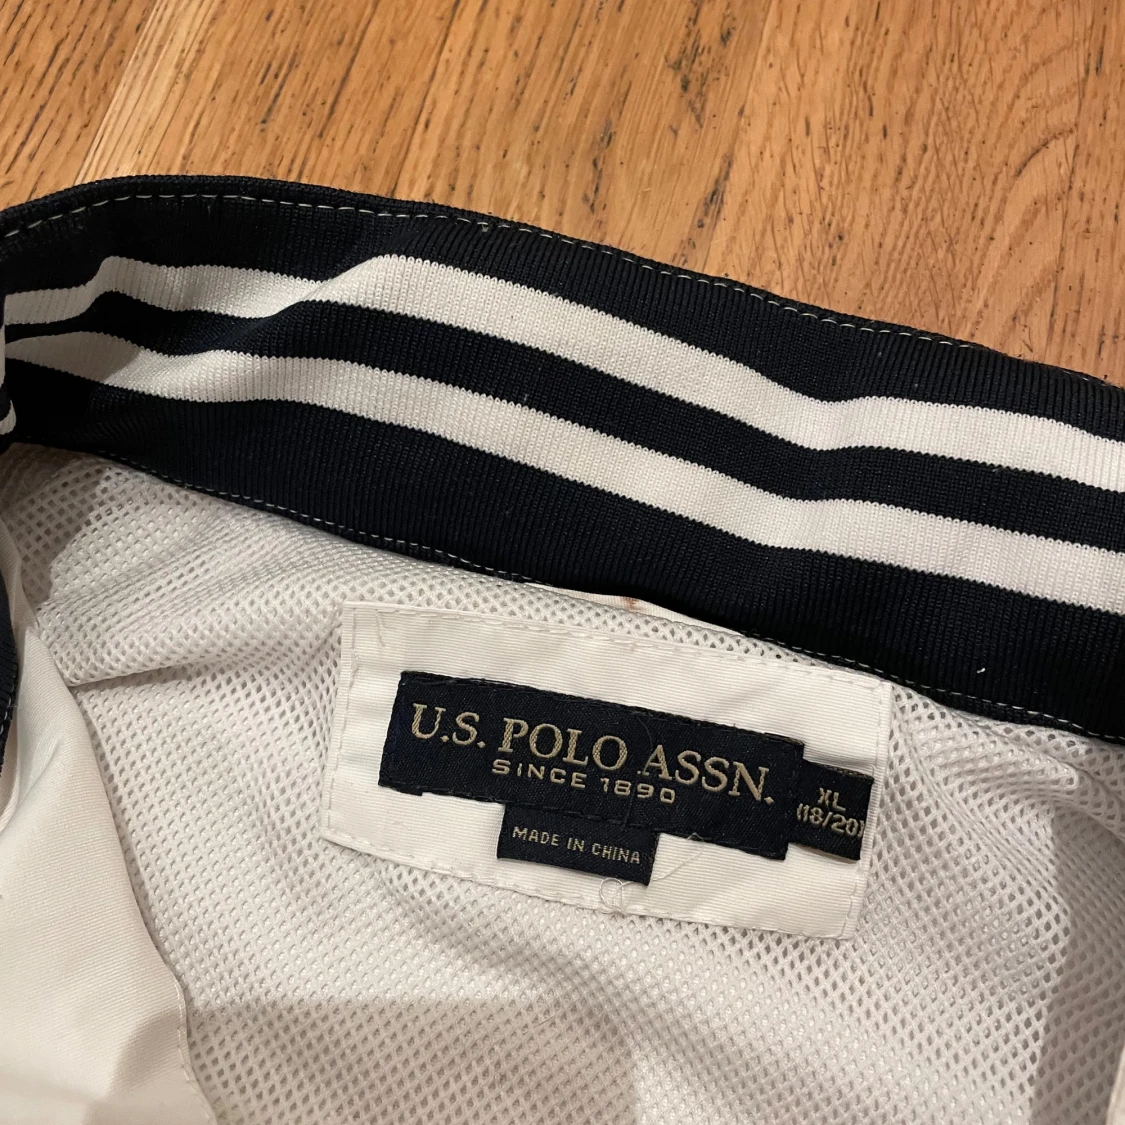 U.S. POLO ASSN.
SINCE 1890
XL
(18/20)
MADE IN CHINA